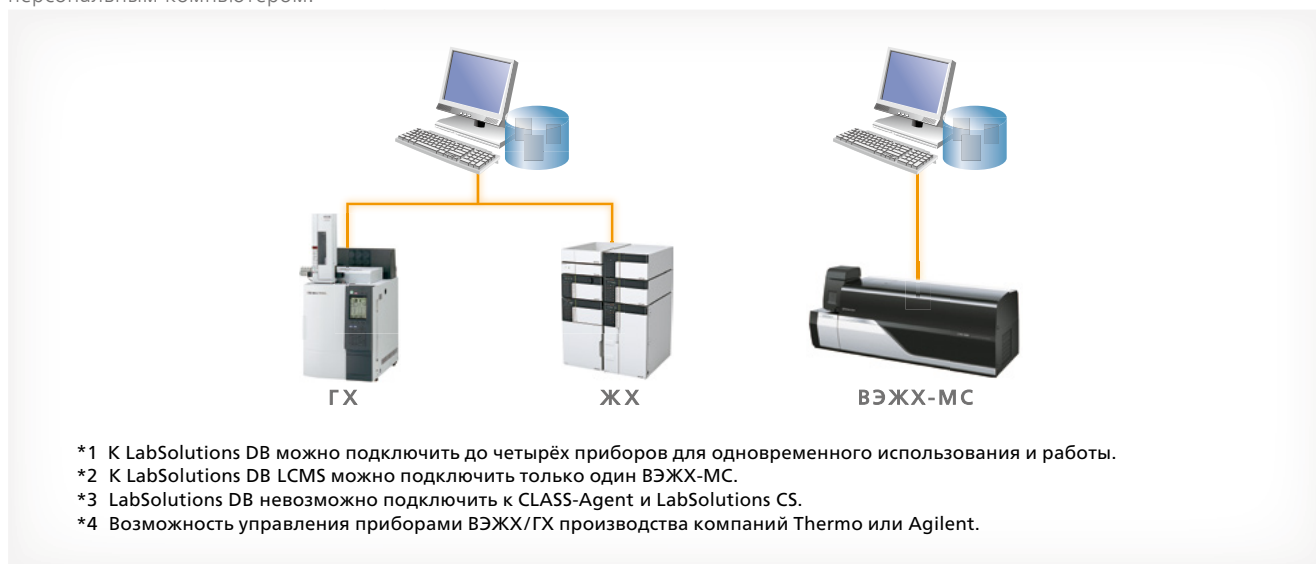 персональным компьютером.
ГХ
ЖХ
ВЭЖХ-МС
*1 К LabSolutions DB можно подключить до четырёх приборов для одновременного использования и работы.
*2 К LabSolutions DB LCMS можно подключить только один ВЭЖХ-МС.
*3 LabSolutions DB невозможно подключить к CLASS-Agent и LabSolutions CS.
*4 Возможность управления приборами ВЭЖХ/ГХ производства компаний Thermo или Agilent.